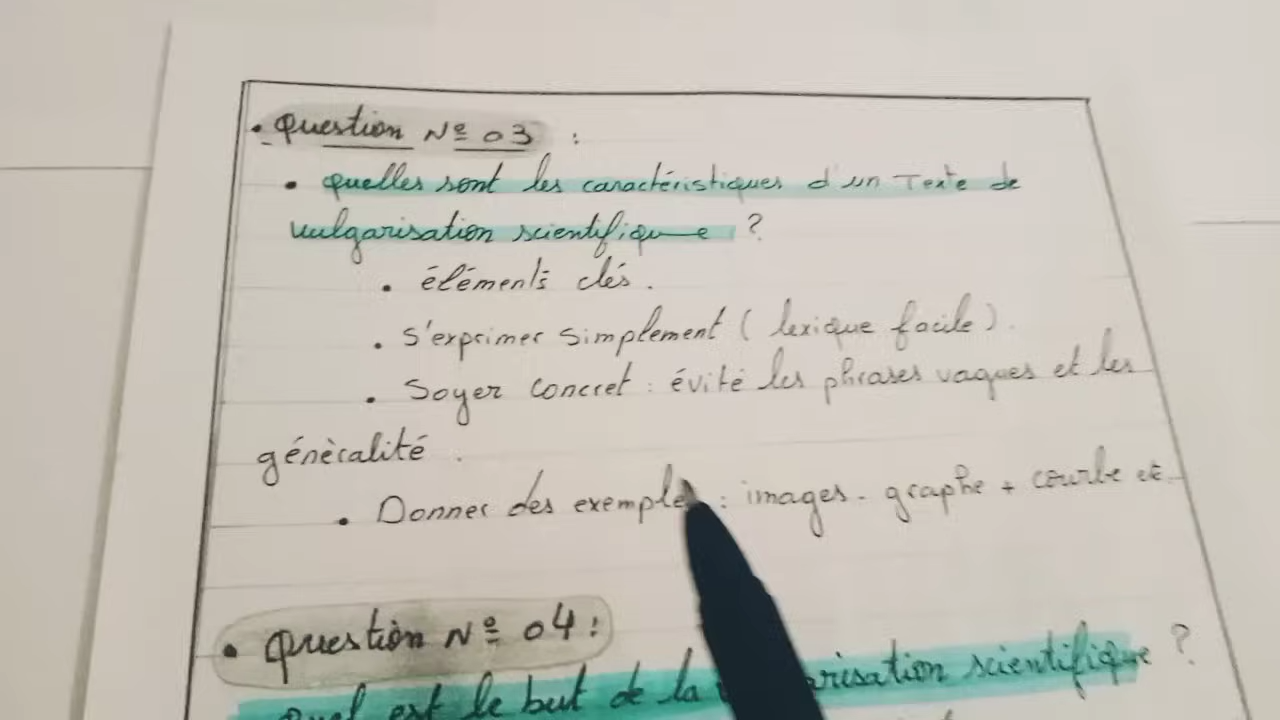 • Question Nº 03 :
• quelles sont les caractéristiques d'un Texte de
vulgarisation scientifique ?
• éléments clés.
• s'exprimer simplement ( lexique facile ).
• Soyer concret : évité les phrases vagues et les
généralité.
• Donner des exemples : images - graphe + courbe et..
• Question Nº 04 :
quel est le but de la scientifique ?